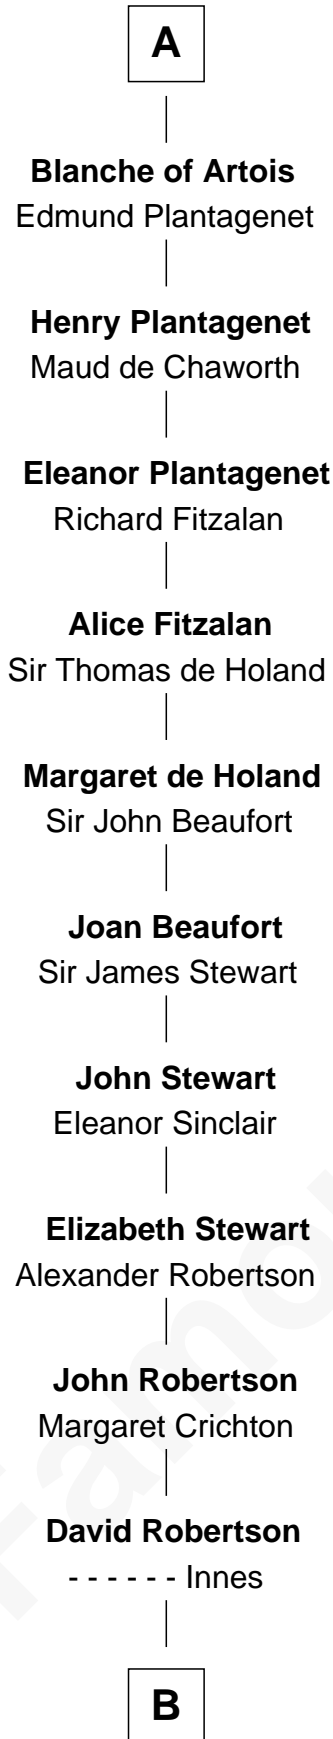 A
Blanche of Artois
Edmund Plantagenet
Henry Plantagenet
Maud de Chaworth
Eleanor Plantagenet
Richard Fitzalan
Alice Fitzalan
Sir Thomas de Holand
Margaret de Holand
Sir John Beaufort
Joan Beaufort
Sir James Stewart
John Stewart
Eleanor Sinclair
Elizabeth Stewart
Alexander Robertson
John Robertson
Margaret Crichton
David Robertson
- - - - - - Innes
B
Famo